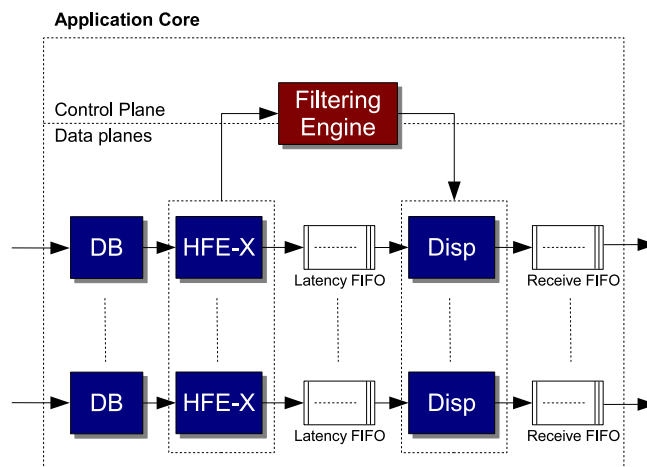 Application Core
Filtering
Engine
Control Plane
Data planes
DB
HFE-X
Disp
Latency FIFO
Receive FIFO
DB
HFE-X
Disp
Latency FIFO
Receive FIFO